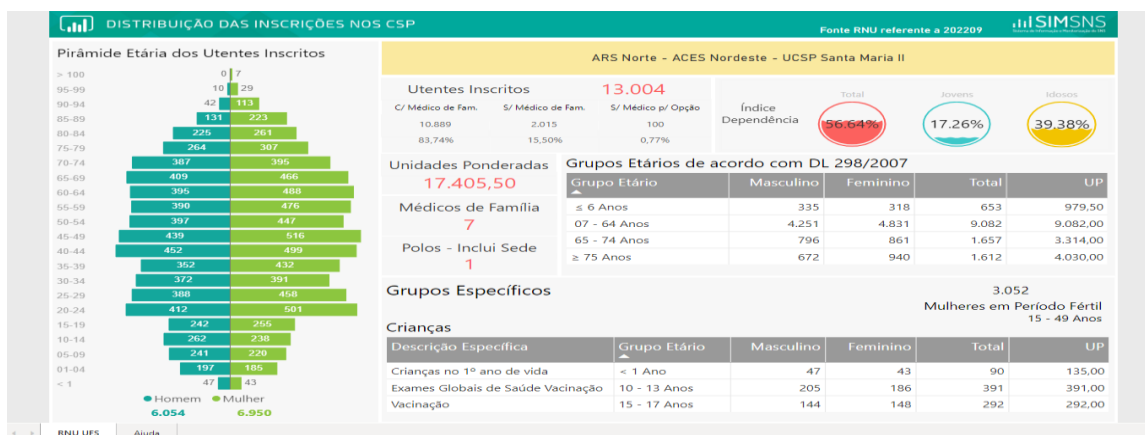 DISTRIBUIÇÃO DAS INSCRIÇÕES NOS CSP
Fonte RNU referente a 202209
SIMSNS
Pirâmide Etária dos Utentes Inscritos
> 100 0 7
95-99 10 29
90-94 42 113
85-89 131 223
80-84 225 261
75-79 264 307
70-74 387 395
65-69 409 466
60-64 395 488
55-59 390 476
50-54 397 447
45-49 439 516
40-44 452 499
35-39 352 432
30-34 372 391
25-29 388 458
20-24 412 501
15-19 242 255
10-14 262 238
05-09 241 220
01-04 197 185
< 1 47 43
Homem Mulher
6.054 6.950
ARS Norte - ACES Nordeste - UCSP Santa Maria II
Utentes Inscritos 13.004
C/ Médico de Fam. S/ Médico de Fam. S/ Médico p/ Opção
10.889 2.015 100
83,74% 15,50% 0,77%
Índice
Dependência
Total Jovens Idosos
56.64% 17.26% 39.38%
Unidades Ponderadas
17.405,50
Médicos de Família
7
Polos - Inclui Sede
1
Grupos Etários de acordo com DL 298/2007
Grupo Etário Masculino Feminino Total UP
≤ 6 Anos 335 318 653 979,50
07 - 64 Anos 4.251 4.831 9.082 9.082,00
65 - 74 Anos 796 861 1.657 3.314,00
≥ 75 Anos 672 940 1.612 4.030,00
Grupos Específicos
3.052
Mulheres em Período Fértil
15 - 49 Anos
Crianças
Descrição Específica Grupo Etário Masculino Feminino Total UP
Crianças no 1º ano de vida < 1 Ano 47 43 90 135,00
Exames Globais de Saúde Vacinação 10 - 13 Anos 205 186 391 391,00
Vacinação 15 - 17 Anos 144 148 292 292,00
RNU UFS Ajuda